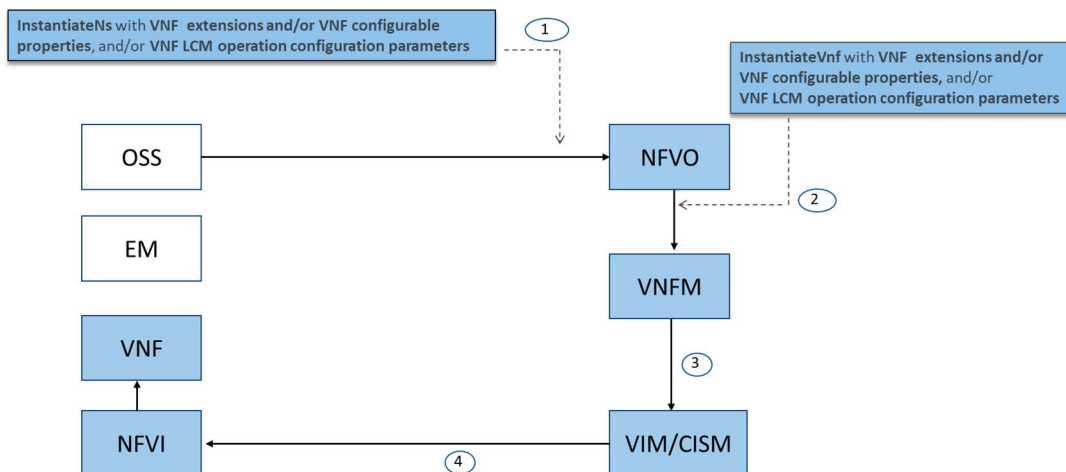 InstantiateNs with VNF extensions and/or VNF configurable
properties, and/or VNF LCM operation configuration parameters
1
InstantiateVnf with VNF extensions and/or
VNF configurable properties, and/or
VNF LCM operation configuration parameters
OSS
NFVO
2
EM
VNFM
VNF
3
NFVI
VIM/CISM
4